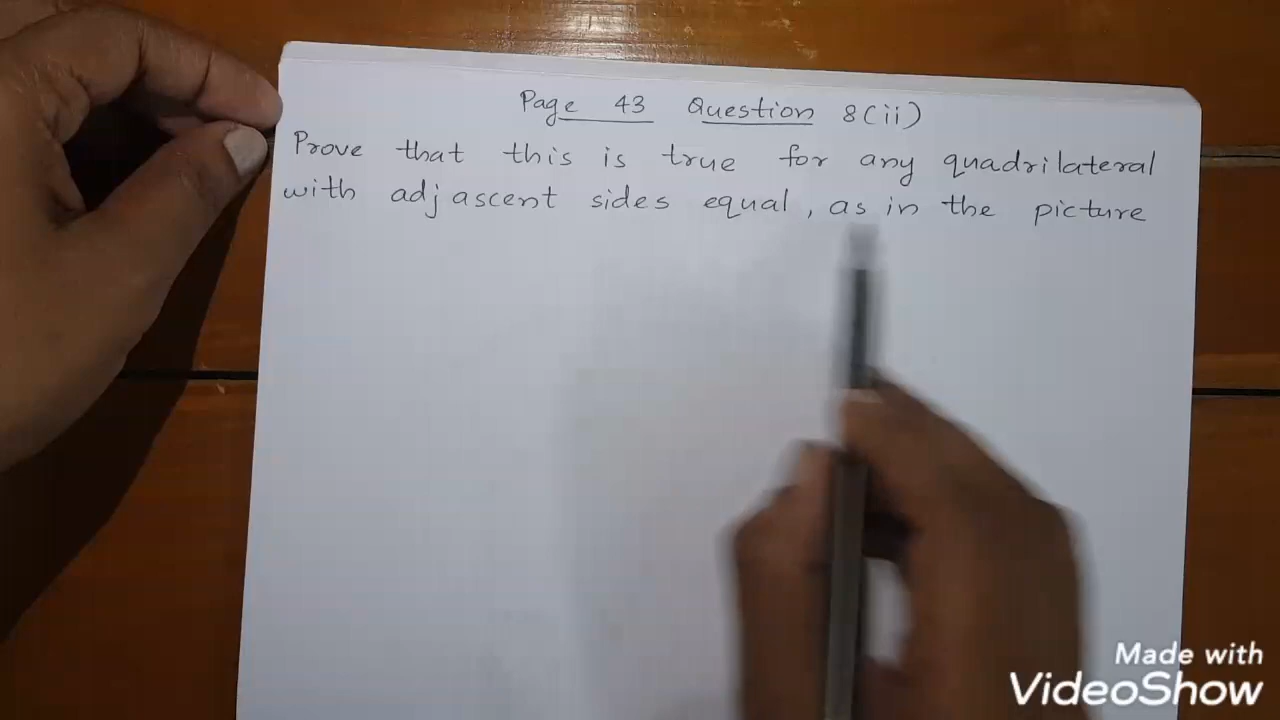 Page 43 Question 8(ii)
Prove that this is true for any quadrilateral
with adjascent sides equal, as in the picture
Made with
VideoShow